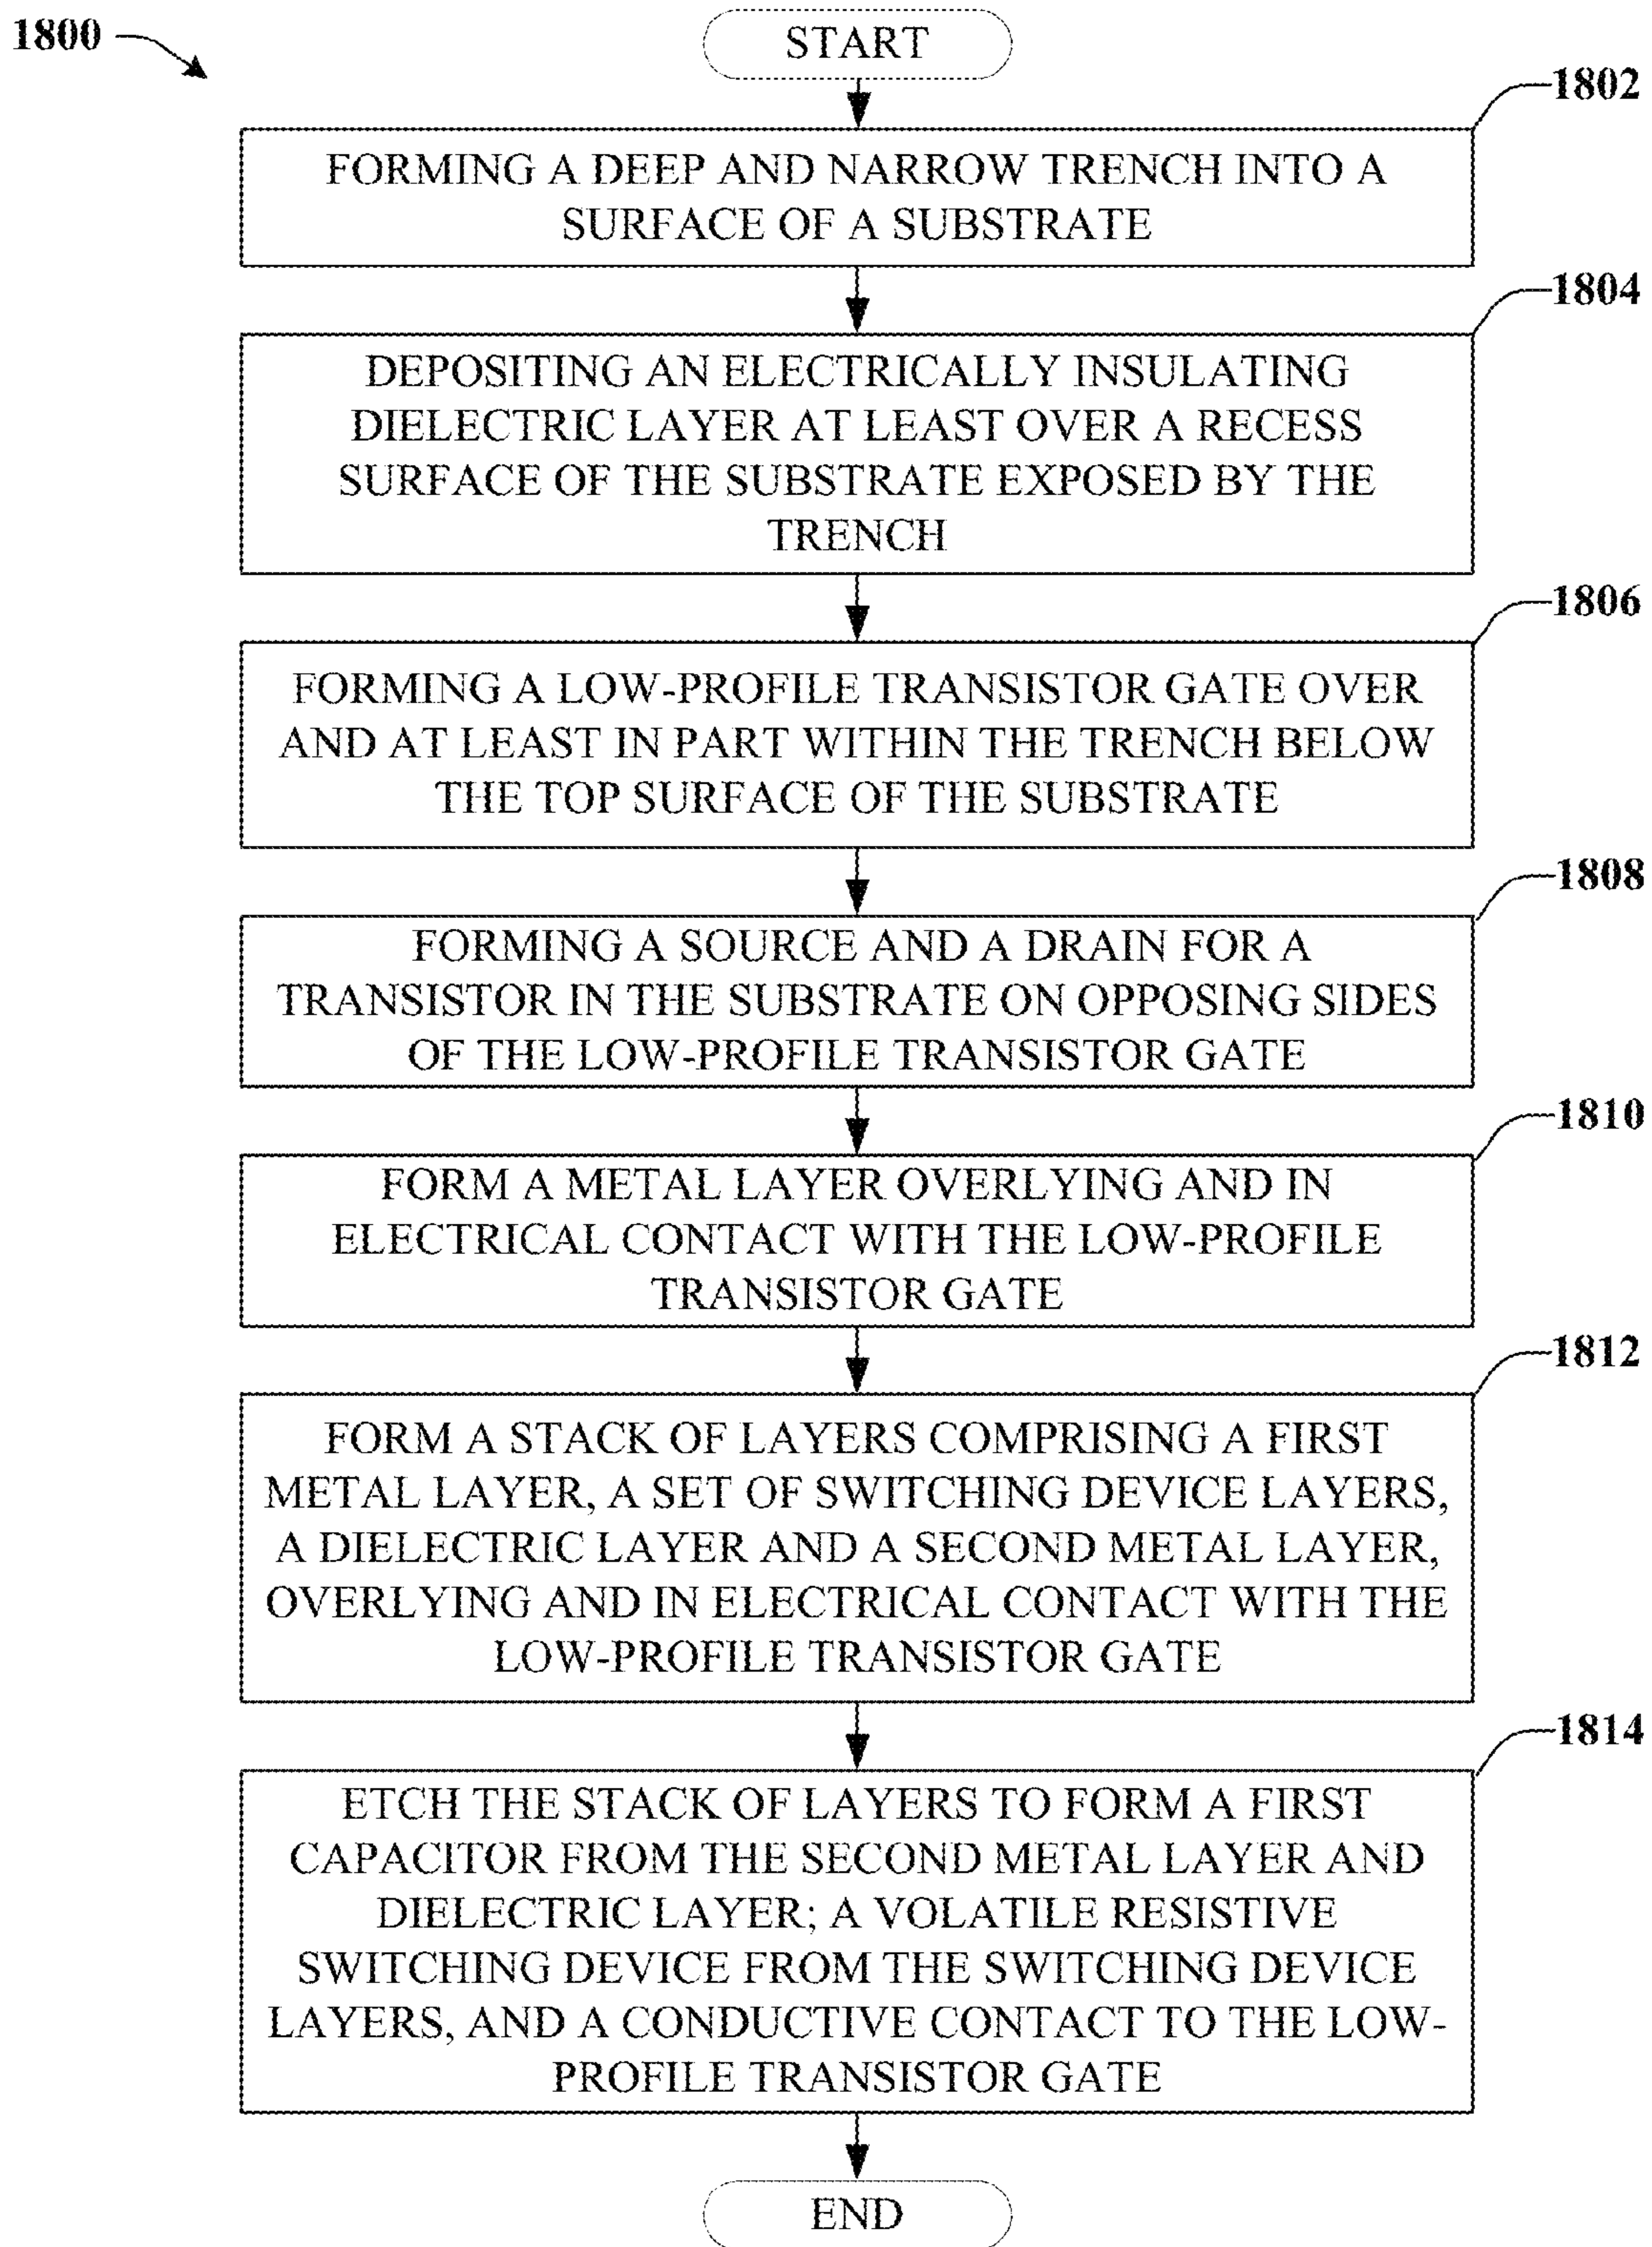 1800
START
1802
FORMING A DEEP AND NARROW TRENCH INTO A
SURFACE OF A SUBSTRATE
1804
DEPOSITING AN ELECTRICALLY INSULATING
DIELECTRIC LAYER AT LEAST OVER A RECESS
SURFACE OF THE SUBSTRATE EXPOSED BY THE
TRENCH
1806
FORMING A LOW-PROFILE TRANSISTOR GATE OVER
AND AT LEAST IN PART WITHIN THE TRENCH BELOW
THE TOP SURFACE OF THE SUBSTRATE
1808
FORMING A SOURCE AND A DRAIN FOR A
TRANSISTOR IN THE SUBSTRATE ON OPPOSING SIDES
OF THE LOW-PROFILE TRANSISTOR GATE
1810
FORM A METAL LAYER OVERLYING AND IN
ELECTRICAL CONTACT WITH THE LOW-PROFILE
TRANSISTOR GATE
1812
FORM A STACK OF LAYERS COMPRISING A FIRST
METAL LAYER, A SET OF SWITCHING DEVICE LAYERS,
A DIELECTRIC LAYER AND A SECOND METAL LAYER,
OVERLYING AND IN ELECTRICAL CONTACT WITH THE
LOW-PROFILE TRANSISTOR GATE
1814
ETCH THE STACK OF LAYERS TO FORM A FIRST
CAPACITOR FROM THE SECOND METAL LAYER AND
DIELECTRIC LAYER; A VOLATILE RESISTIVE
SWITCHING DEVICE FROM THE SWITCHING DEVICE
LAYERS, AND A CONDUCTIVE CONTACT TO THE LOW-
PROFILE TRANSISTOR GATE
END